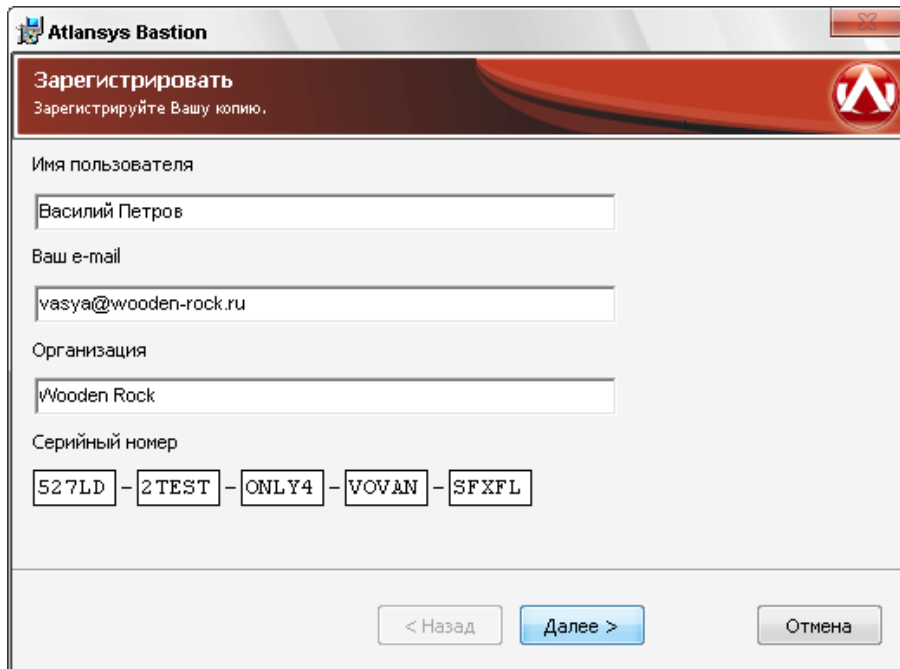 Atlansys Bastion
Зарегистрировать
Зарегистрируйте Вашу копию.
Имя пользователя
Василий Петров
Ваш e-mail
vasya@wooden-rock.ru
Организация
Wooden Rock
Серийный номер
527LD - 2TEST - ONLY4 - VOVAN - SFXFL
< Назад Далее > Отмена